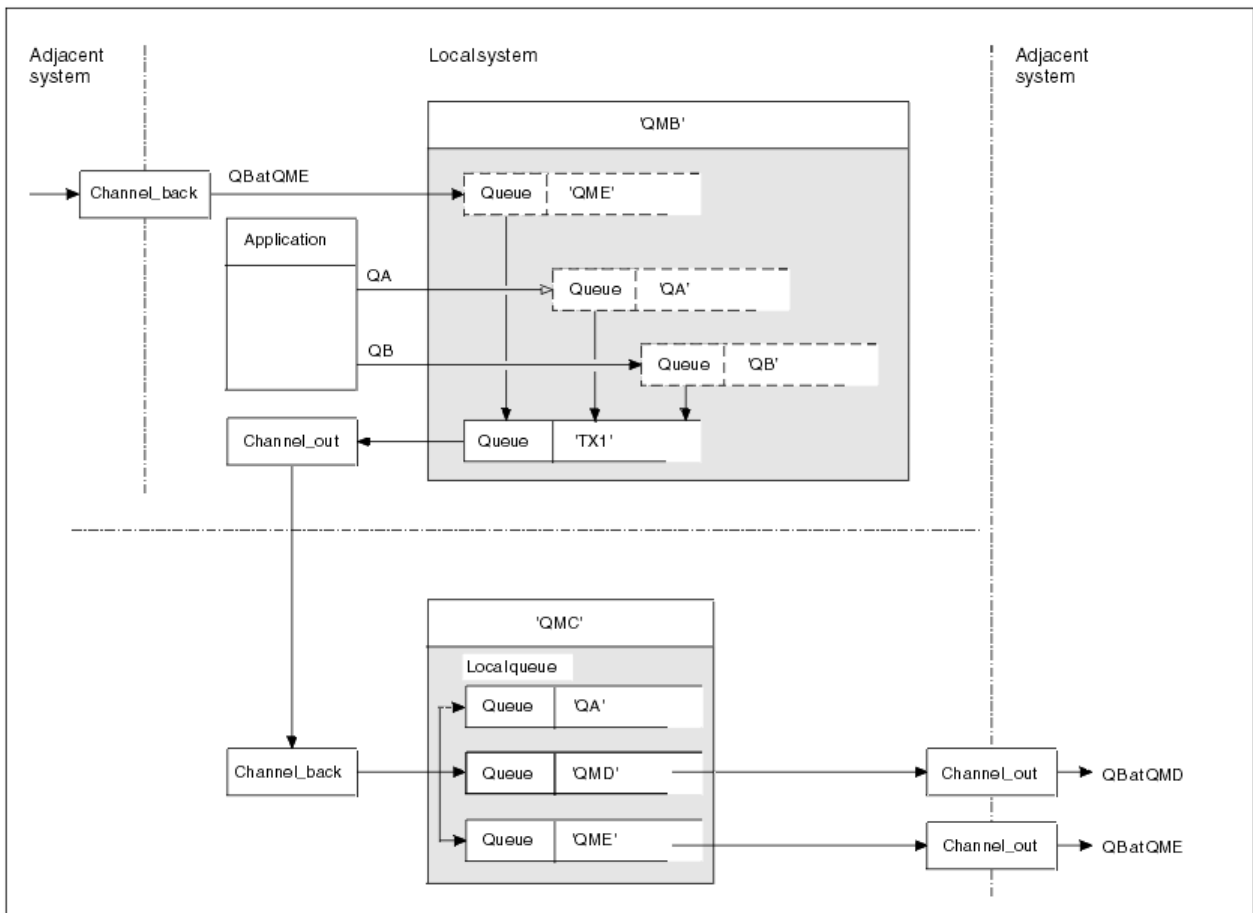 Adjacent
system
Localsystem
Adjacent
system
'QMB'
Channel_back
QBatQME
Queue 'QME'
Application
QA
Queue 'QA'
QB
Queue 'QB'
Channel_out
Queue 'TX1'
'QMC'
Localqueue
Queue 'QA'
Channel_back
Queue 'QMD'
Channel_out
QBatQMD
Queue 'QME'
Channel_out
QBatQME